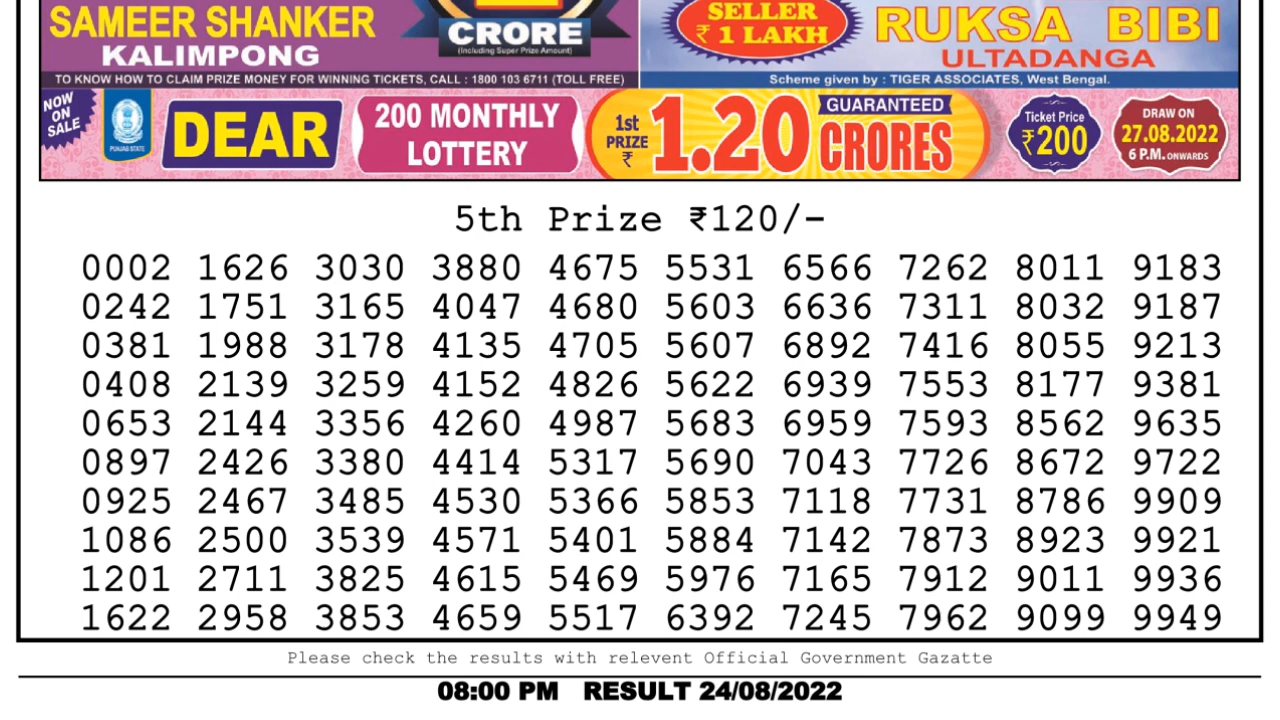 SAMEER SHANKER
KALIMPONG
CRORE
(Including Super Prize Amount)
TO KNOW HOW TO CLAIM PRIZE MONEY FOR WINNING TICKETS, CALL : 1800 103 6711 (TOLL FREE)
SELLER
₹ 1 LAKH
RUKSA BIBI
ULTADANGA
Scheme given by : TIGER ASSOCIATES, West Bengal.
NOW
ON
SALE
PUNJAB STATE
DEAR
200 MONTHLY
LOTTERY
1st
PRIZE
₹
1.20
GUARANTEED
CRORES
Ticket Price
₹200
DRAW ON
27.08.2022
6 P.M. ONWARDS
5th Prize ₹120/-
0002 1626 3030 3880 4675 5531 6566 7262 8011 9183
0242 1751 3165 4047 4680 5603 6636 7311 8032 9187
0381 1988 3178 4135 4705 5607 6892 7416 8055 9213
0408 2139 3259 4152 4826 5622 6939 7553 8177 9381
0653 2144 3356 4260 4987 5683 6959 7593 8562 9635
0897 2426 3380 4414 5317 5690 7043 7726 8672 9722
0925 2467 3485 4530 5366 5853 7118 7731 8786 9909
1086 2500 3539 4571 5401 5884 7142 7873 8923 9921
1201 2711 3825 4615 5469 5976 7165 7912 9011 9936
1622 2958 3853 4659 5517 6392 7245 7962 9099 9949
Please check the results with relevent Official Government Gazatte
08:00 PM RESULT 24/08/2022